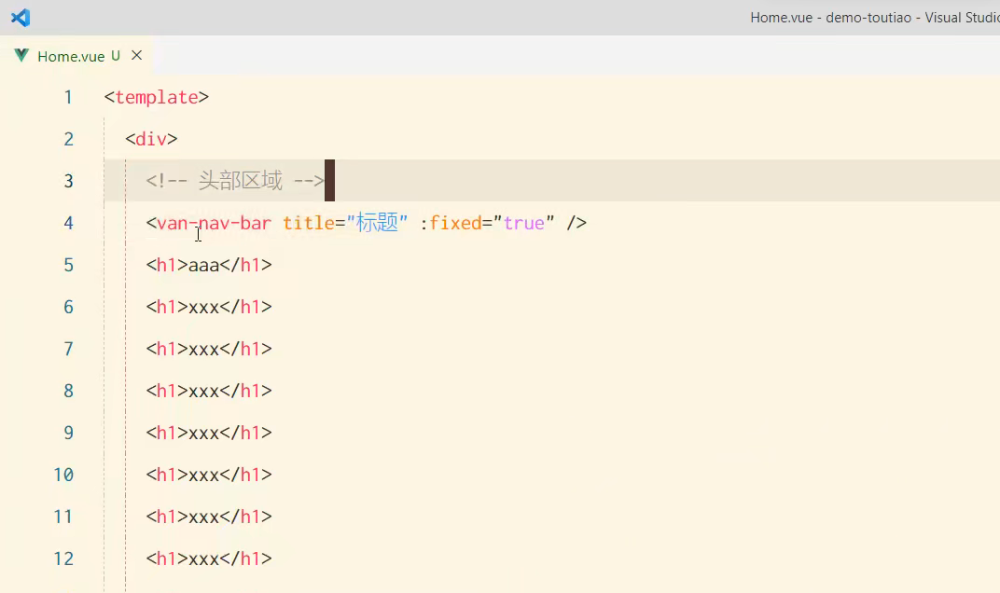 Home.vue - demo-toutiao - Visual Studio
Home.vue U
1 <template>
2 <div>
3 <!-- 头部区域 -->
4 <van-nav-bar title="标题" :fixed="true" />
5 <h1>aaa</h1>
6 <h1>xxx</h1>
7 <h1>xxx</h1>
8 <h1>xxx</h1>
9 <h1>xxx</h1>
10 <h1>xxx</h1>
11 <h1>xxx</h1>
12 <h1>xxx</h1>